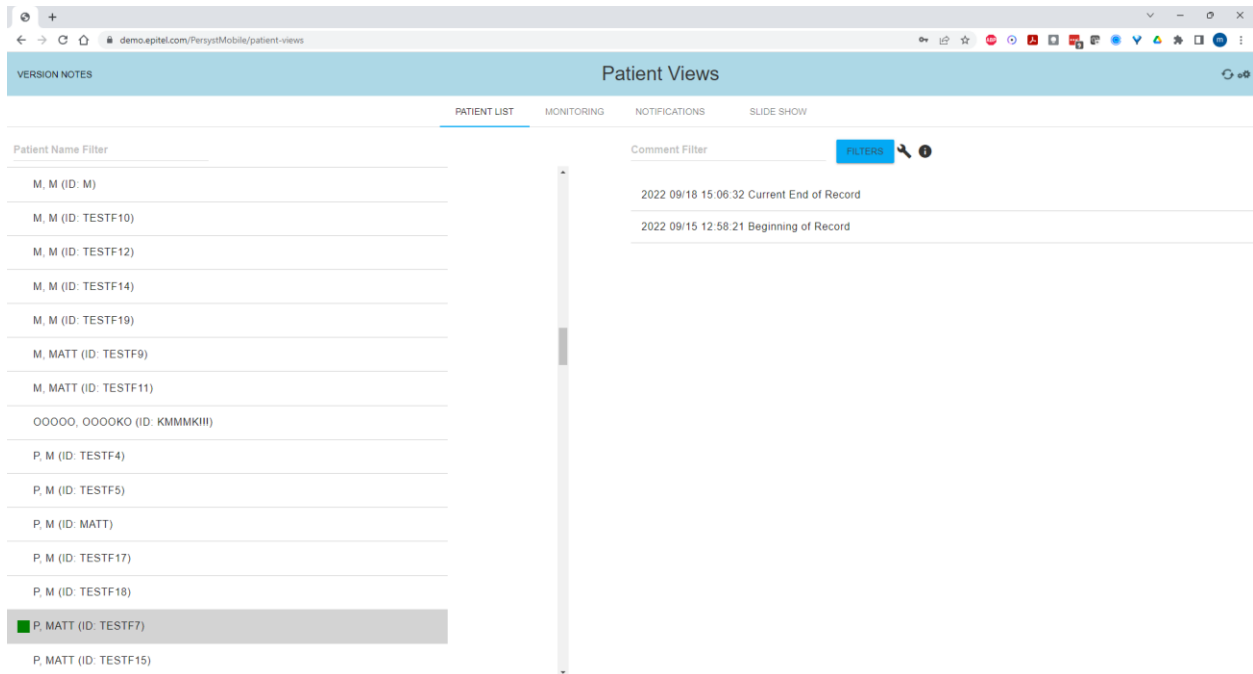 demo.epitel.com/PersystMobile/patient-views
VERSION NOTES
Patient Views
PATIENT LIST MONITORING NOTIFICATIONS SLIDE SHOW
Patient Name Filter
Comment Filter
FILTERS
M, M (ID: M)
M, M (ID: TESTF10)
M, M (ID: TESTF12)
M, M (ID: TESTF14)
M, M (ID: TESTF19)
M, MATT (ID: TESTF9)
M, MATT (ID: TESTF11)
OOOOO, OOOOKO (ID: KMMMK!!!)
P, M (ID: TESTF4)
P, M (ID: TESTF5)
P, M (ID: MATT)
P, M (ID: TESTF17)
P, M (ID: TESTF18)
P, MATT (ID: TESTF7)
P, MATT (ID: TESTF15)
2022 09/18 15:06:32 Current End of Record
2022 09/15 12:58:21 Beginning of Record